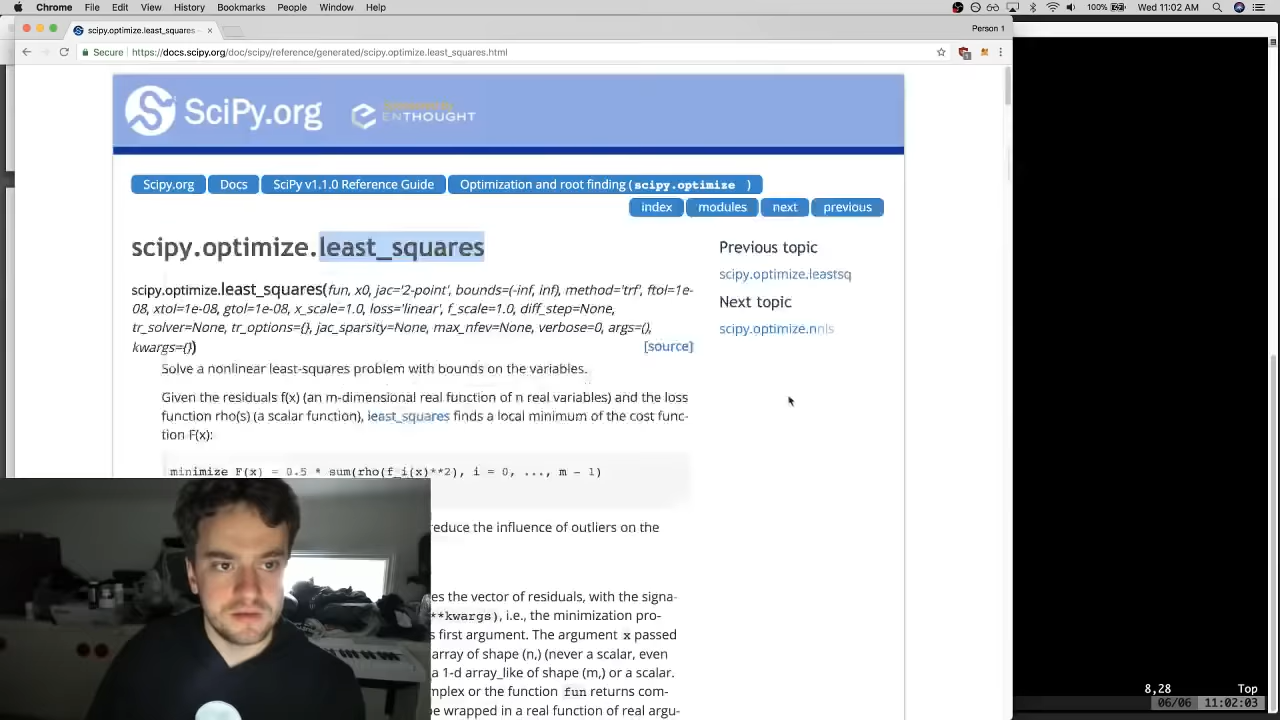 Chrome File Edit View History Bookmarks People Window Help 100% Wed 11:02 AM
scipy.optimize.least_squares - × Person 1
Secure https://docs.scipy.org/doc/scipy/reference/generated/scipy.optimize.least_squares.html
SciPy.org ENTHOUGHT
Scipy.org Docs SciPy v1.1.0 Reference Guide Optimization and root finding (scipy.optimize )
index modules next previous
scipy.optimize.least_squares
Previous topic
scipy.optimize.leastsq
Next topic
scipy.optimize.nnls
scipy.optimize.least_squares(fun, x0, jac='2-point', bounds=(-inf, inf), method='trf', ftol=1e-
08, xtol=1e-08, gtol=1e-08, x_scale=1.0, loss='linear', f_scale=1.0, diff_step=None,
tr_solver=None, tr_options={}, jac_sparsity=None, max_nfev=None, verbose=0, args=(),
kwargs={}) [source]
Solve a nonlinear least-squares problem with bounds on the variables.
Given the residuals f(x) (an m-dimensional real function of n real variables) and the loss
function rho(s) (a scalar function), least_squares finds a local minimum of the cost func-
tion F(x):
minimize F(x) = 0.5 * sum(rho(f_i(x)**2), i = 0, ..., m - 1)
reduce the influence of outliers on the
es the vector of residuals, with the signa-
**kwargs), i.e., the minimization pro-
s first argument. The argument x passed
array of shape (n,) (never a scalar, even
a 1-d array_like of shape (m,) or a scalar.
mplex or the function fun returns com-
be wrapped in a real function of real argu-
8,28 Top
06/06 11:02:03